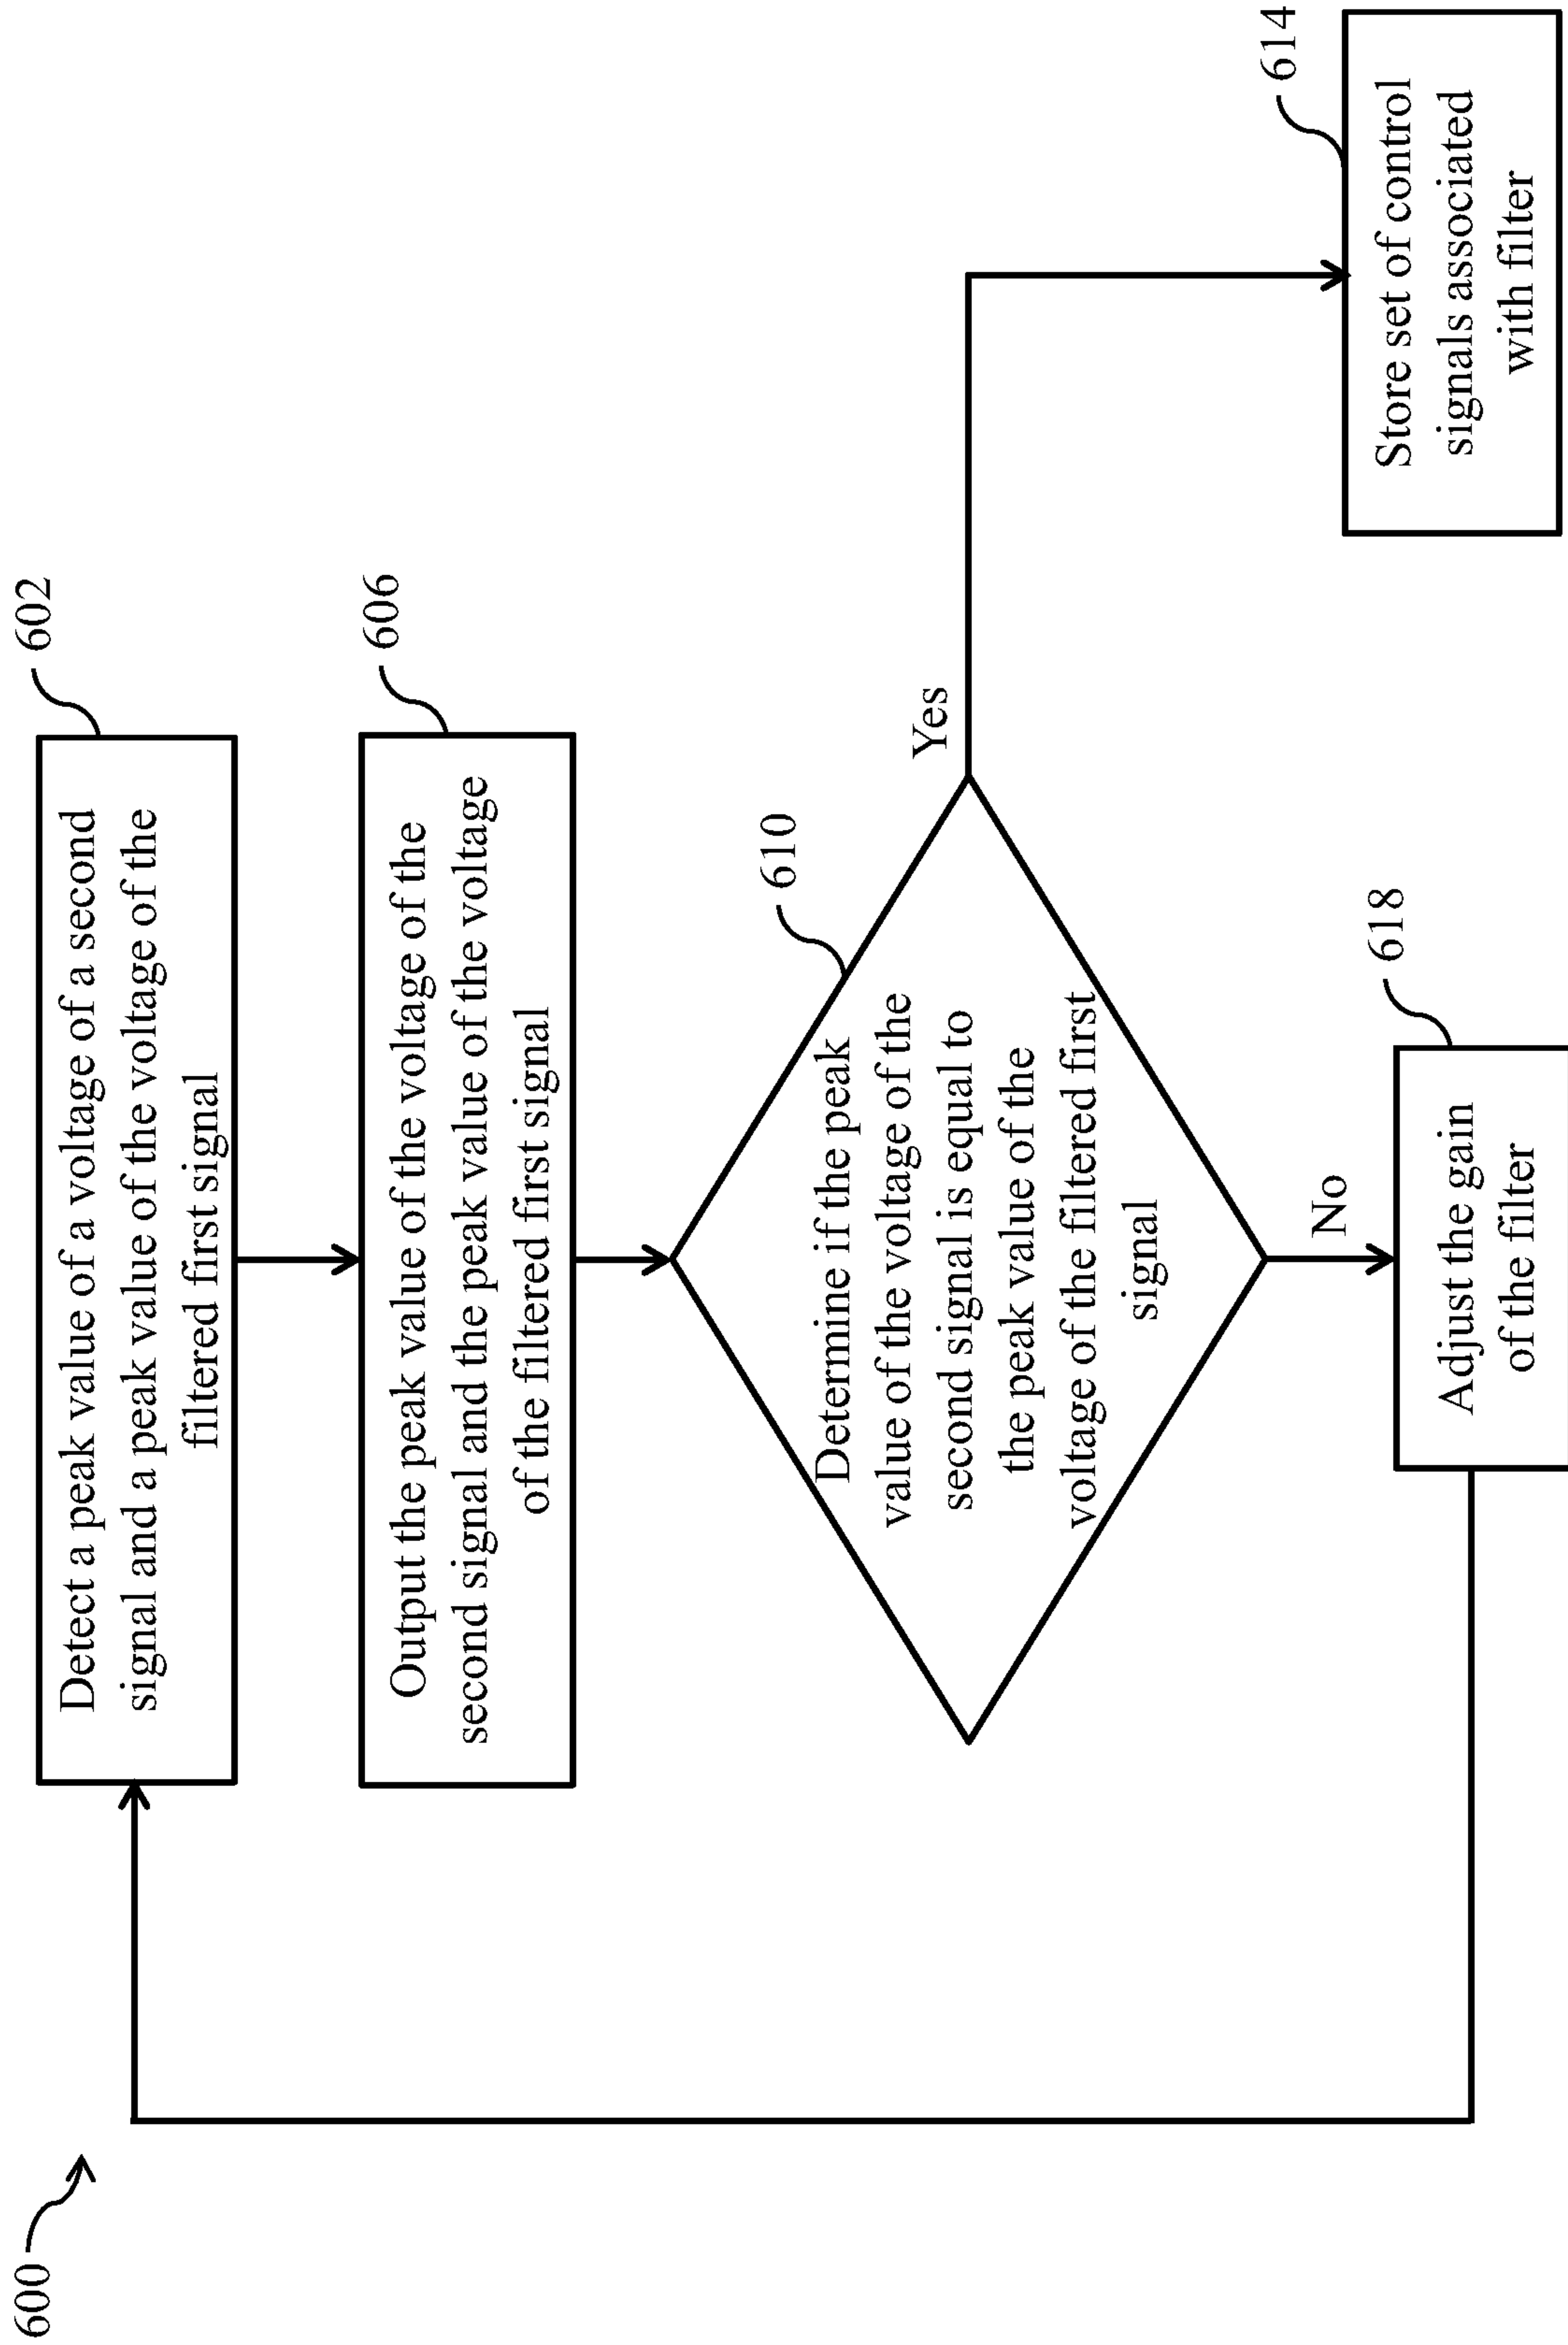 600
602
Detect a peak value of a voltage of a second
signal and a peak value of the voltage of the
filtered first signal
606
Output the peak value of the voltage of the
second signal and the peak value of the voltage
of the filtered first signal
610
Determine if the peak
value of the voltage of the
second signal is equal to
the peak value of the
voltage of the filtered first
signal
Yes
No
614
Store set of control
signals associated
with filter
618
Adjust the gain
of the filter